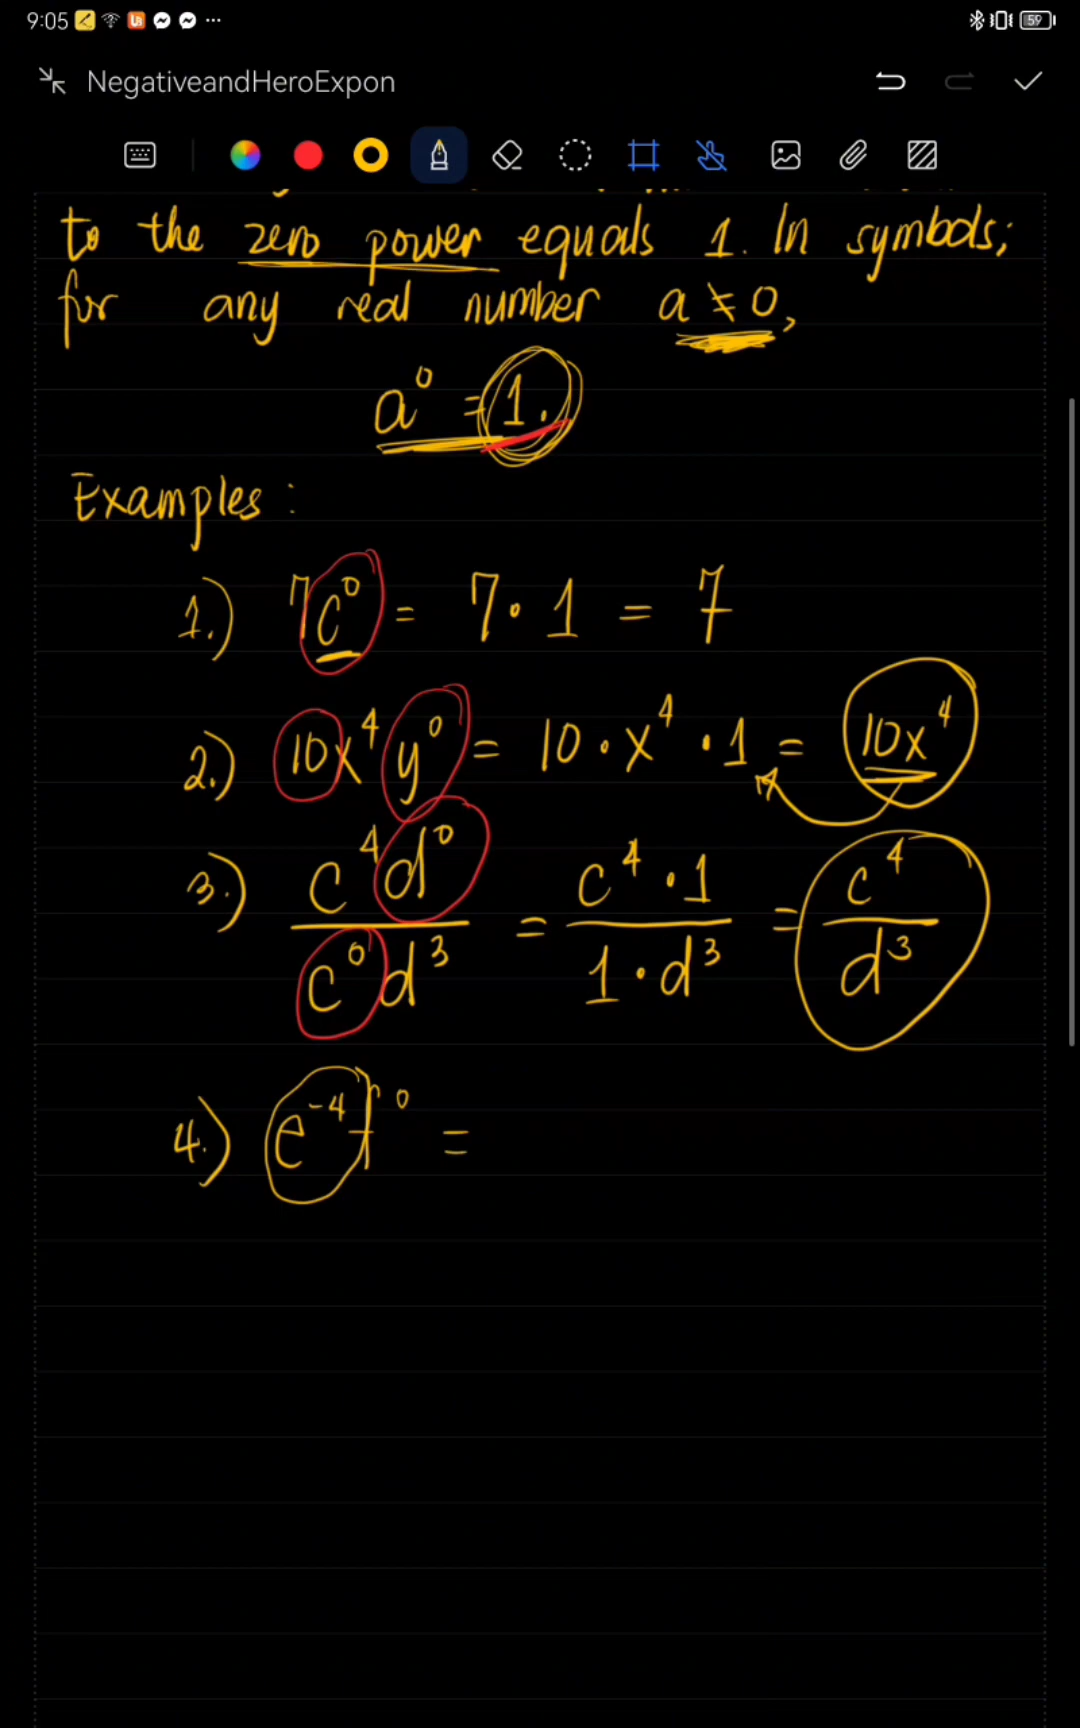 9:05 59
NegativeandHeroExpon
to the zero power equals 1. In symbols;
for any real number a ≠ 0,
a⁰ = 1.
Examples :
1.) 7c⁰ = 7 · 1 = 7
2.) 10x⁴y⁰ = 10 · x⁴ · 1 = 10x⁴
3.) c⁴d⁰ / c⁰d³ = c⁴ · 1 / 1 · d³ = c⁴ / d³
4.) e⁻⁴f⁰ =